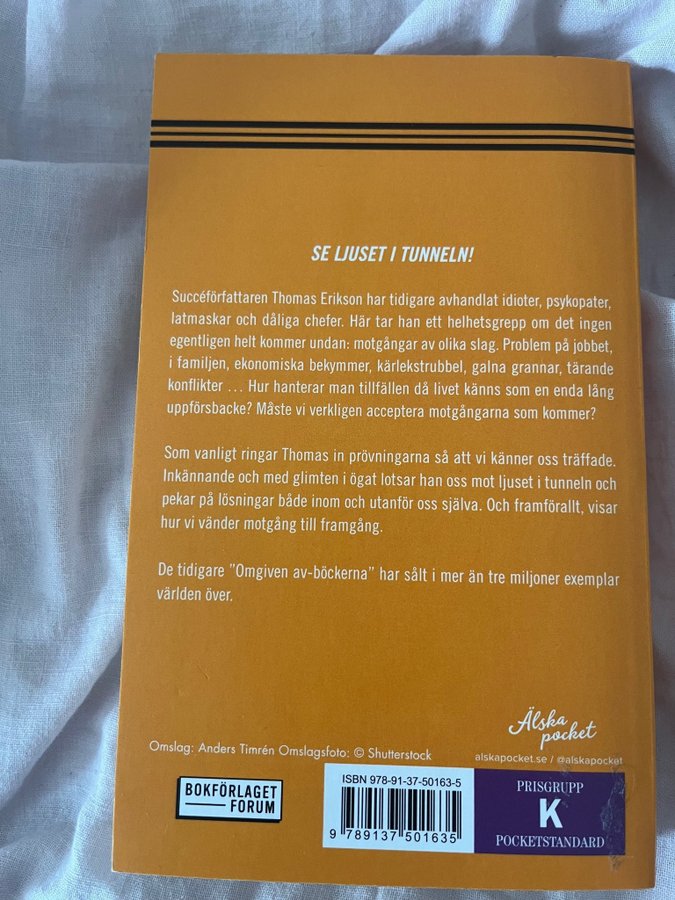 SE LJUSET I TUNNELN!
Succéförfattaren Thomas Erikson har tidigare avhandlat idioter, psykopater,
latmaskar och dåliga chefer. Här tar han ett helhetsgrepp om det ingen
egentligen helt kommer undan: motgångar av olika slag. Problem på jobbet,
i familjen, ekonomiska bekymmer, kärlekstrubbel, galna grannar, tärande
konflikter … Hur hanterar man tillfällen då livet känns som en enda lång
uppförsbacke? Måste vi verkligen acceptera motgångarna som kommer?
Som vanligt ringar Thomas in prövningarna så att vi känner oss träffade.
Inkännande och med glimten i ögat lotsar han oss mot ljuset i tunneln och
pekar på lösningar både inom och utanför oss själva. Och framförallt, visar
hur vi vänder motgång till framgång.
De tidigare "Omgiven av-böckerna" har sålt i mer än tre miljoner exemplar
världen över.
Älska
pocket
Omslag: Anders Timrén Omslagsfoto: © Shutterstock
alskapocket.se / @alskapocket
BOKFÖRLAGET
FORUM
ISBN 978-91-37-50163-5
9 789137 501635
PRISGRUPP
K
POCKETSTANDARD